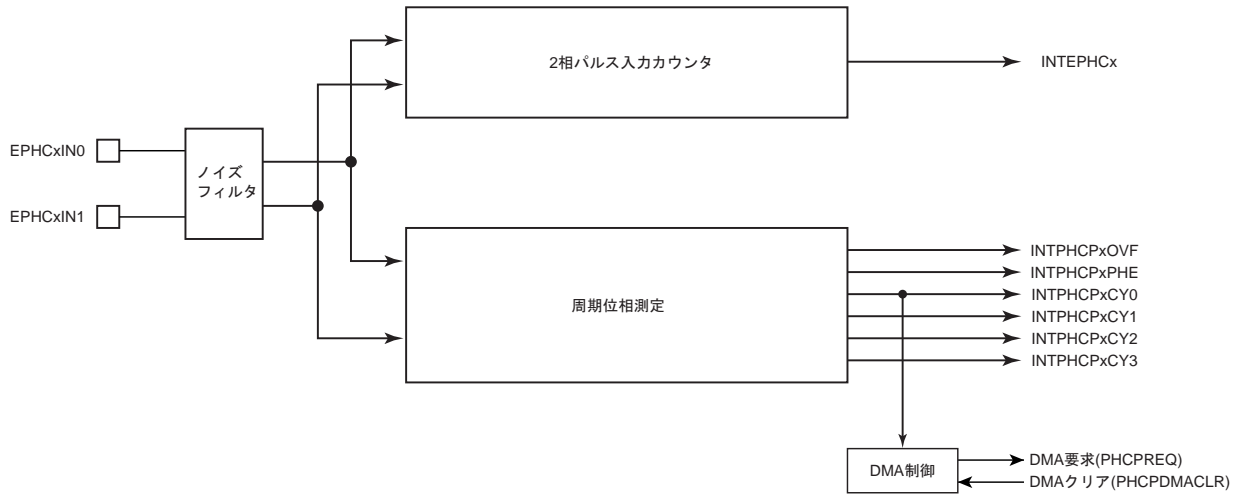 2相パルス入力カウンタ
INTEPHCx
EPHCxIN0
ノイズ
フィルタ
EPHCxIN1
周期位相測定
INTPHCPxOVF
INTPHCPxPHE
INTPHCPxCY0
INTPHCPxCY1
INTPHCPxCY2
INTPHCPxCY3
DMA制御
DMA要求(PHCPREQ)
DMAクリア(PHCPDMACLR)